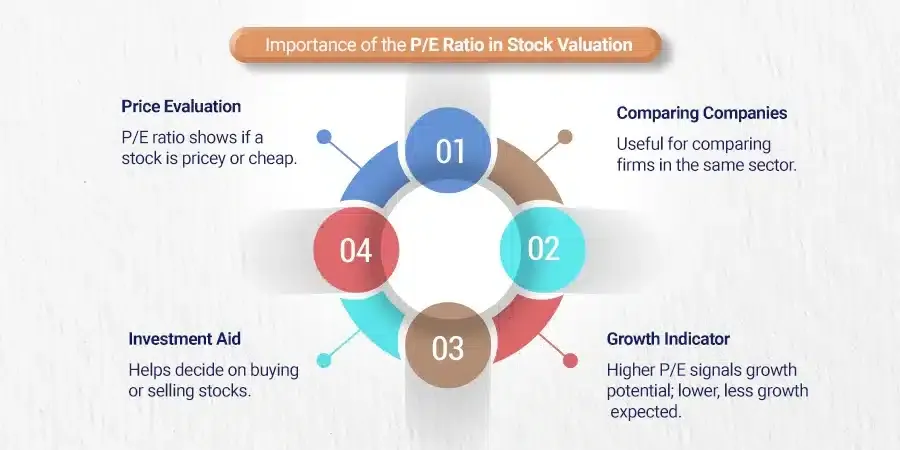 Importance of the P/E Ratio in Stock Valuation
Price Evaluation
P/E ratio shows if a
stock is pricey or cheap.
Comparing Companies
Useful for comparing
firms in the same sector.
01
02
03
04
Investment Aid
Helps decide on buying
or selling stocks.
Growth Indicator
Higher P/E signals growth
potential; lower, less growth
expected.